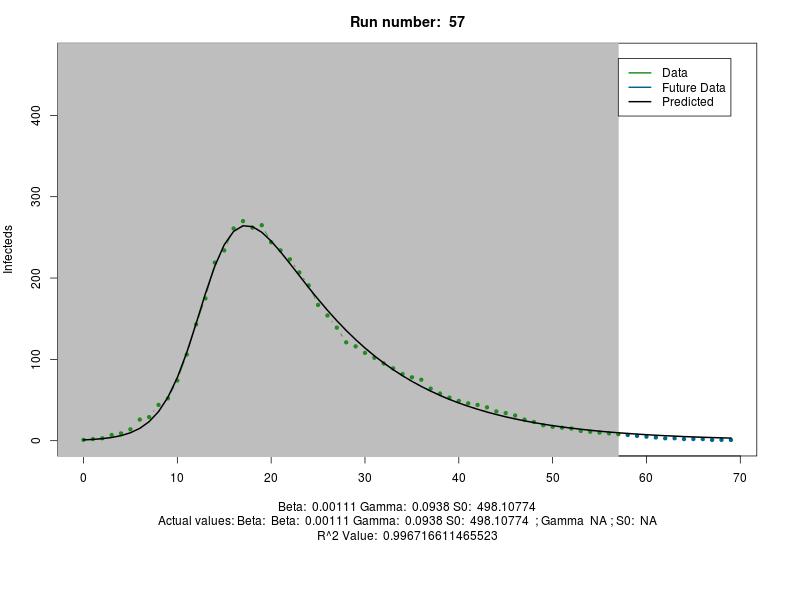 Run number: 57
Data
Future Data
Predicted
Infecteds
400
300
200
100
0
0 10 20 30 40 50 60 70
Beta: 0.00111 Gamma: 0.0938 S0: 498.10774
Actual values: Beta: Beta: 0.00111 Gamma: 0.0938 S0: 498.10774 ; Gamma NA ; S0: NA
R^2 Value: 0.996716611465523